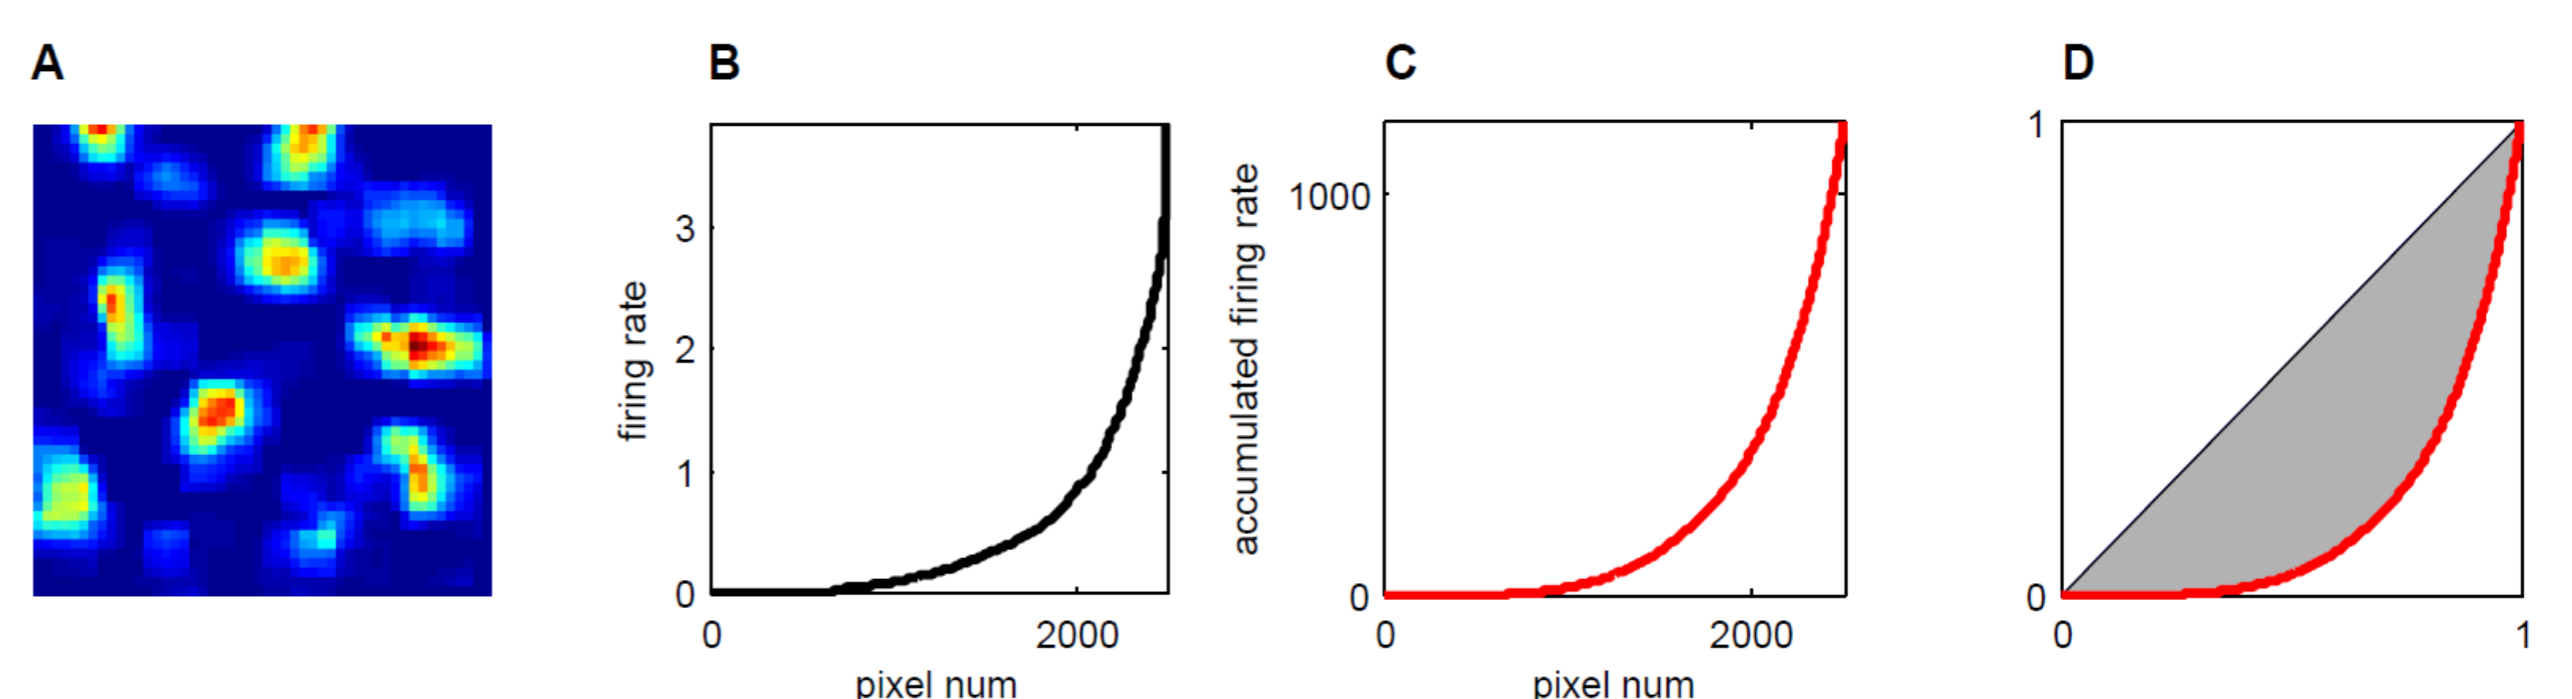 A
B
firing rate
3
2
1
0
0
2000
pixel num
C
accumulated firing rate
1000
0
0
2000
pixel num
D
1
0
0
1